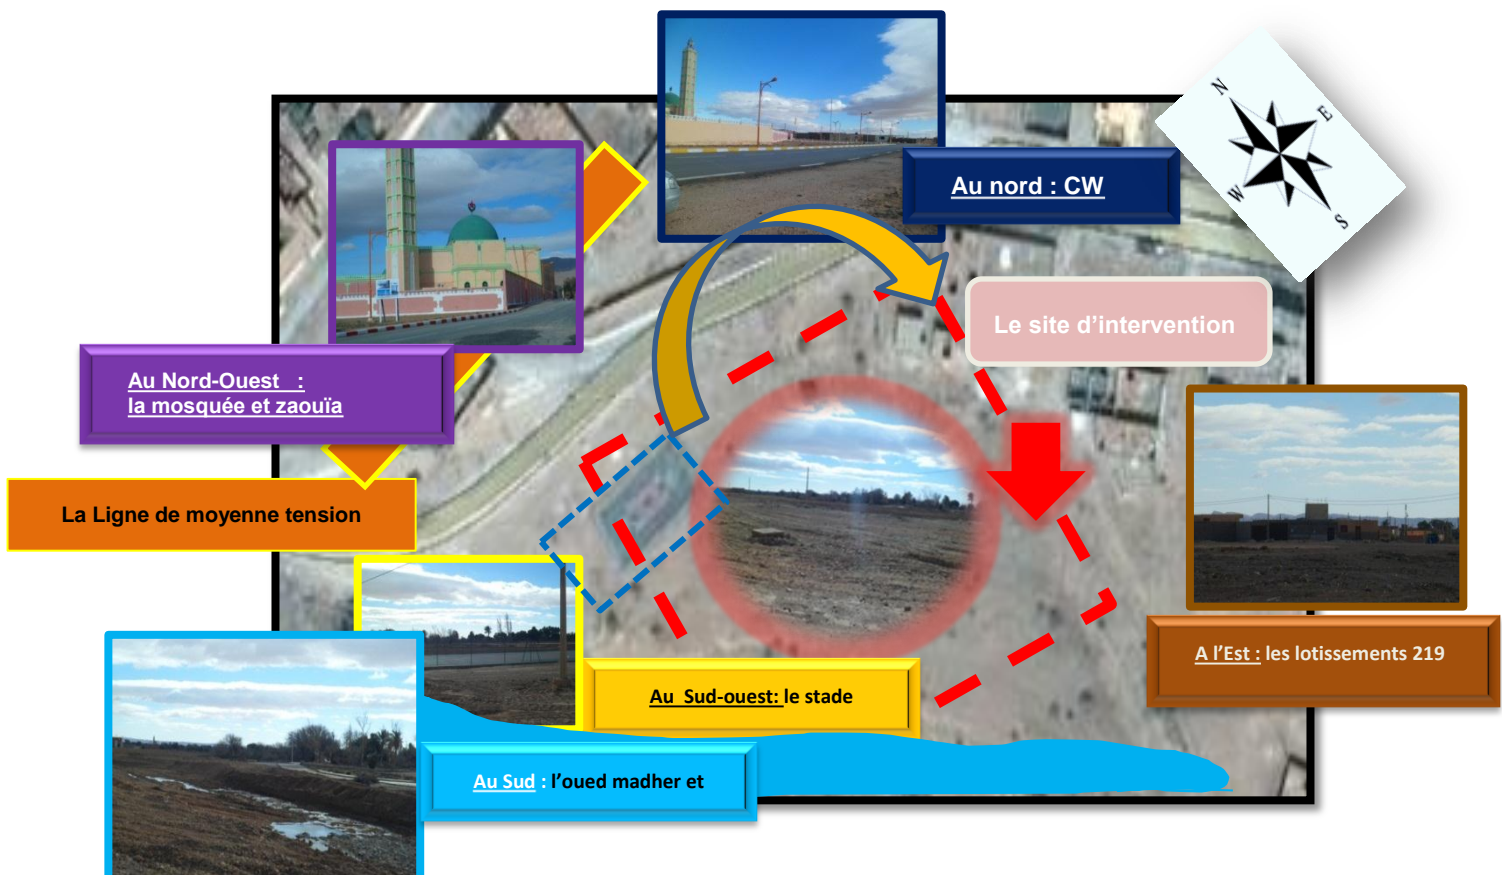 Au nord : CW
N
E
W
S
Le site d'intervention
Au Nord-Ouest :
la mosquée et zaouïa
La Ligne de moyenne tension
A l'Est : les lotissements 219
Au Sud-ouest: le stade
Au Sud : l'oued madher et